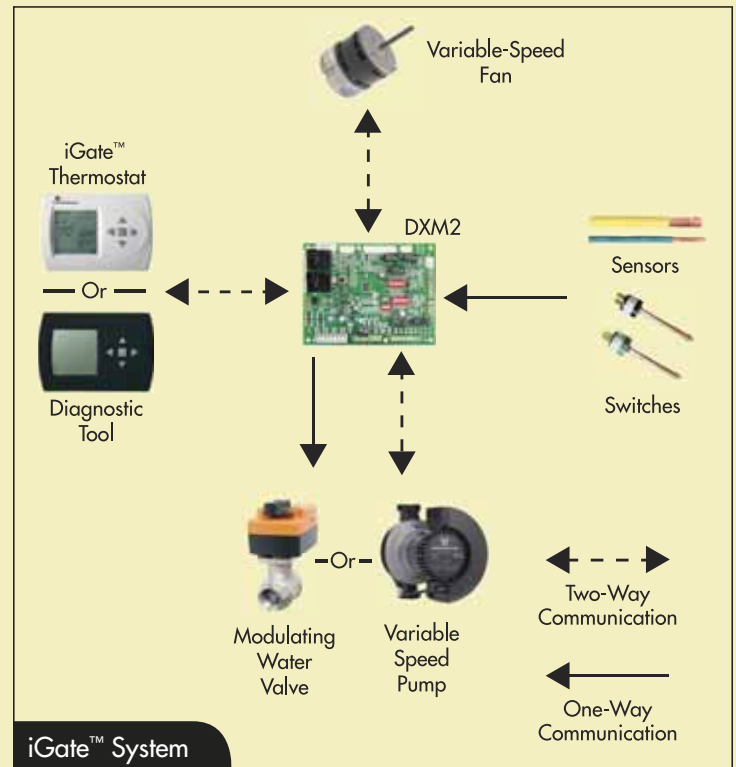 Variable-Speed
Fan
iGate™
Thermostat
DXM2
Or
Sensors
Diagnostic
Tool
Switches
Or
Modulating
Water
Valve
Variable
Speed
Pump
Two-Way
Communication
One-Way
Communication
iGate™ System